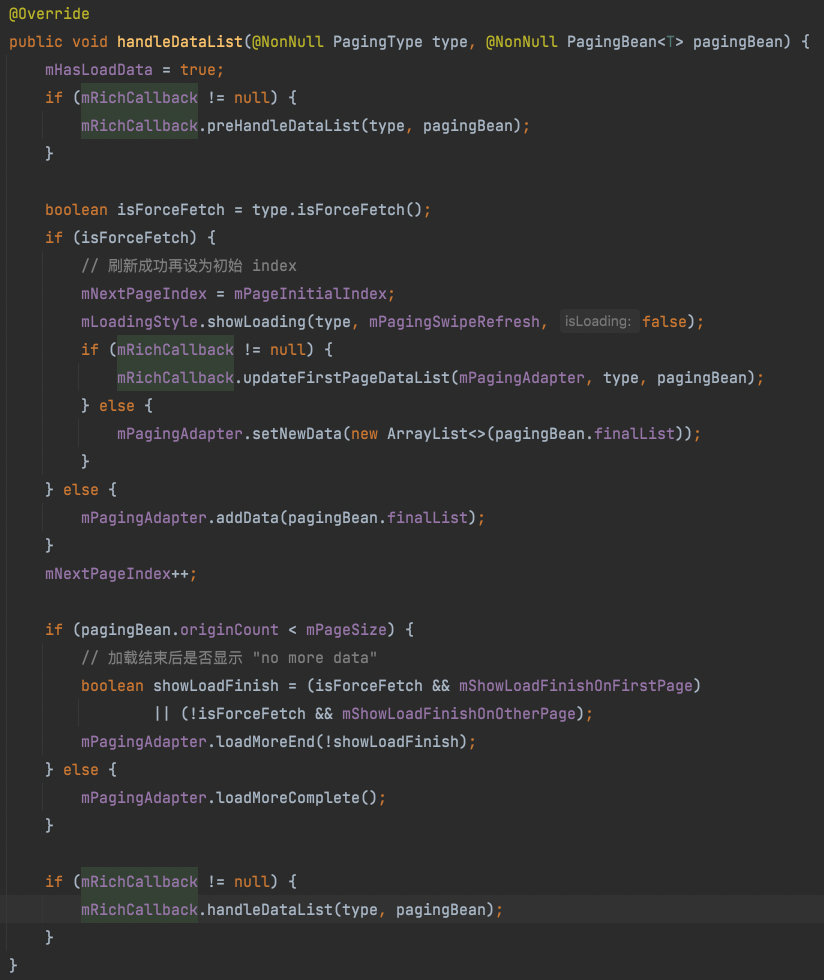 @Override
public void handleDataList(@NonNull PagingType type, @NonNull PagingBean<T> pagingBean) {
    mHasLoadData = true;
    if (mRichCallback != null) {
        mRichCallback.preHandleDataList(type, pagingBean);
    }

    boolean isForceFetch = type.isForceFetch();
    if (isForceFetch) {
        // 刷新成功再设为初始 index
        mNextPageIndex = mPageInitialIndex;
        mLoadingStyle.showLoading(type, mPagingSwipeRefresh, isLoading: false);
        if (mRichCallback != null) {
            mRichCallback.updateFirstPageDataList(mPagingAdapter, type, pagingBean);
        } else {
            mPagingAdapter.setNewData(new ArrayList<>(pagingBean.finalList));
        }
    } else {
        mPagingAdapter.addData(pagingBean.finalList);
    }
    mNextPageIndex++;

    if (pagingBean.originCount < mPageSize) {
        // 加载结束后是否显示 "no more data"
        boolean showLoadFinish = (isForceFetch && mShowLoadFinishOnFirstPage)
                || (!isForceFetch && mShowLoadFinishOnOtherPage);
        mPagingAdapter.loadMoreEnd(!showLoadFinish);
    } else {
        mPagingAdapter.loadMoreComplete();
    }

    if (mRichCallback != null) {
        mRichCallback.handleDataList(type, pagingBean);
    }
}